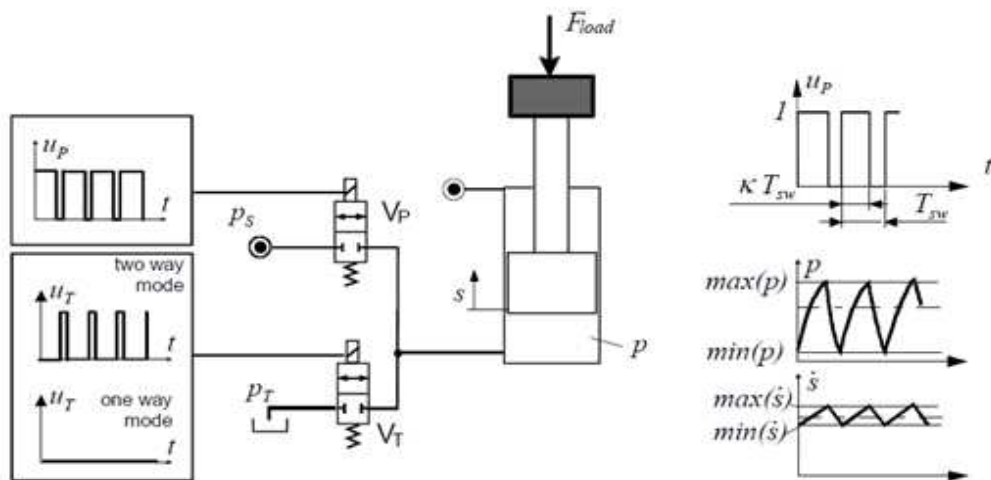 F_load
u_P
t
two way
mode
u_T
t
u_T
one way
mode
t
p_S
V_P
p_T
V_T
s
p
u_P
1
t
κ T_sw
T_sw
max(p)
p
min(p)
ṡ
max(ṡ)
min(ṡ)